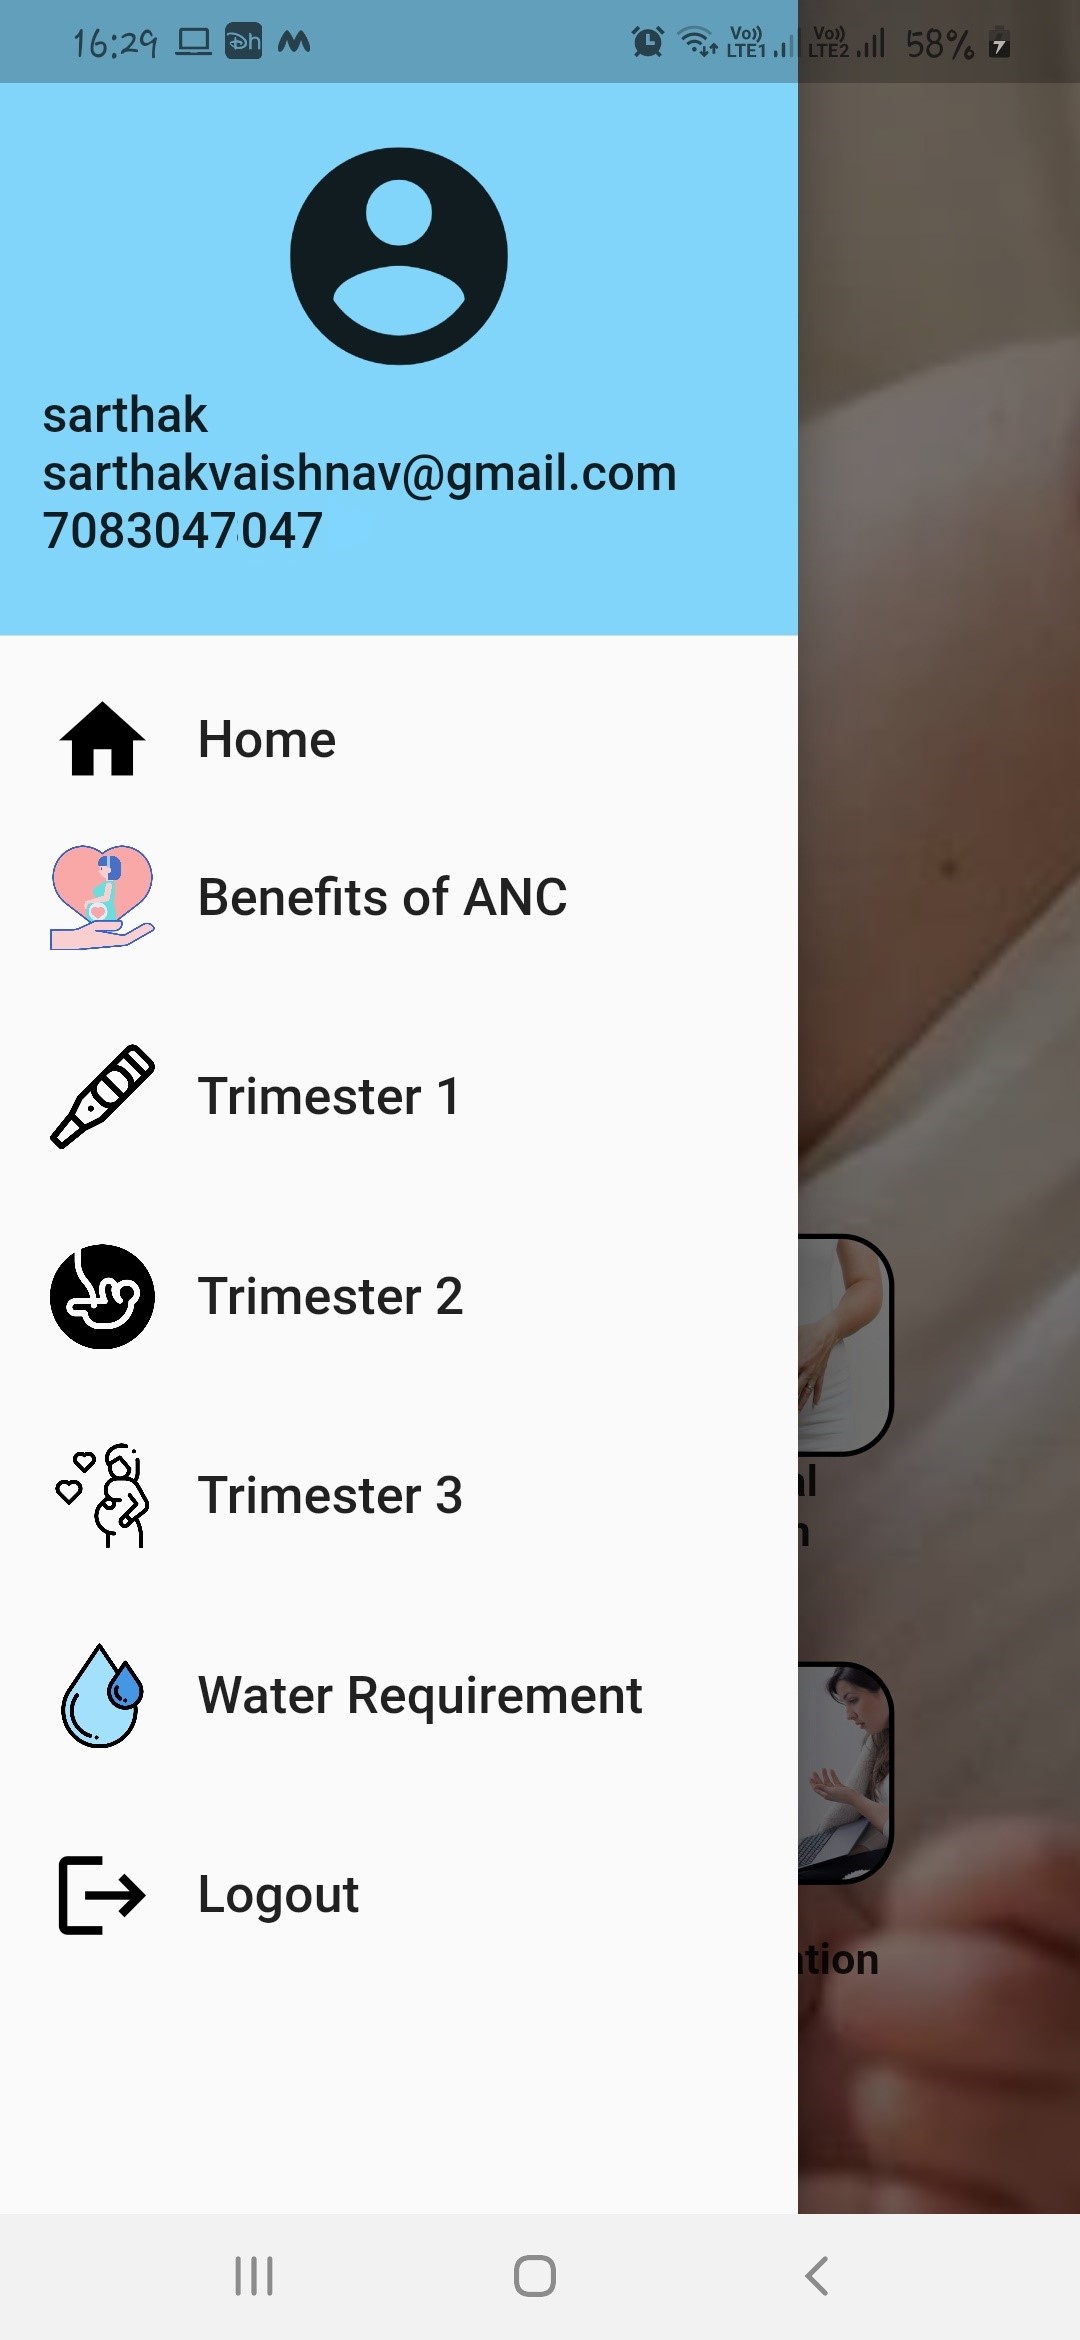 16:29 Dh Vo)) LTE1 Vo)) LTE2 58%
sarthak
sarthakvaishnav@gmail.com
7083047047
Home
Benefits of ANC
Trimester 1
Trimester 2
Trimester 3
Water Requirement
Logout